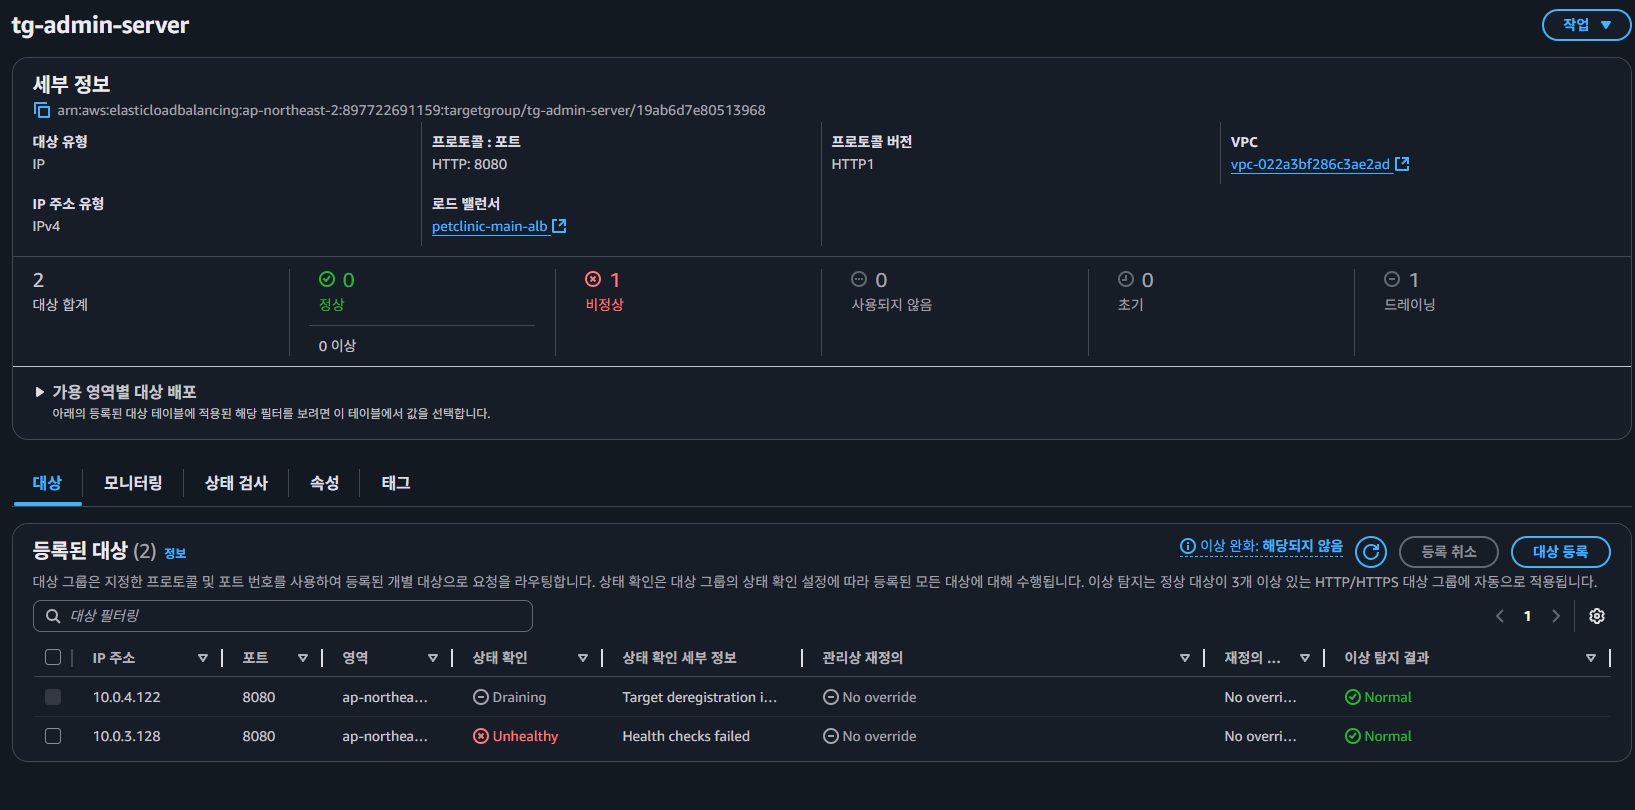 tg-admin-server
작업
세부 정보
arn:aws:elasticloadbalancing:ap-northeast-2:897722691159:targetgroup/tg-admin-server/19ab6d7e80513968
대상 유형
IP
프로토콜 : 포트
HTTP: 8080
프로토콜 버전
HTTP1
VPC
vpc-022a3bf286c3ae2ad
IP 주소 유형
IPv4
로드 밸런서
petclinic-main-alb
2
대상 합계
0
정상
0 이상
1
비정상
0
사용되지 않음
0
초기
1
드레이닝
가용 영역별 대상 배포
아래의 등록된 대상 테이블에 적용된 해당 필터를 보려면 이 테이블에서 값을 선택합니다.
대상 모니터링 상태 검사 속성 태그
등록된 대상 (2) 정보
이상 완화: 해당되지 않음
등록 취소
대상 등록
대상 그룹은 지정한 프로토콜 및 포트 번호를 사용하여 등록된 개별 대상으로 요청을 라우팅합니다. 상태 확인은 대상 그룹의 상태 확인 설정에 따라 등록된 모든 대상에 대해 수행됩니다. 이상 탐지는 정상 대상이 3개 이상 있는 HTTP/HTTPS 대상 그룹에 자동으로 적용됩니다.
대상 필터링
1
IP 주소 포트 영역 상태 확인 상태 확인 세부 정보 관리상 재정의 재정의 ... 이상 탐지 결과
10.0.4.122 8080 ap-northea... Draining Target deregistration i... No override No overri... Normal
10.0.3.128 8080 ap-northea... Unhealthy Health checks failed No override No overri... Normal